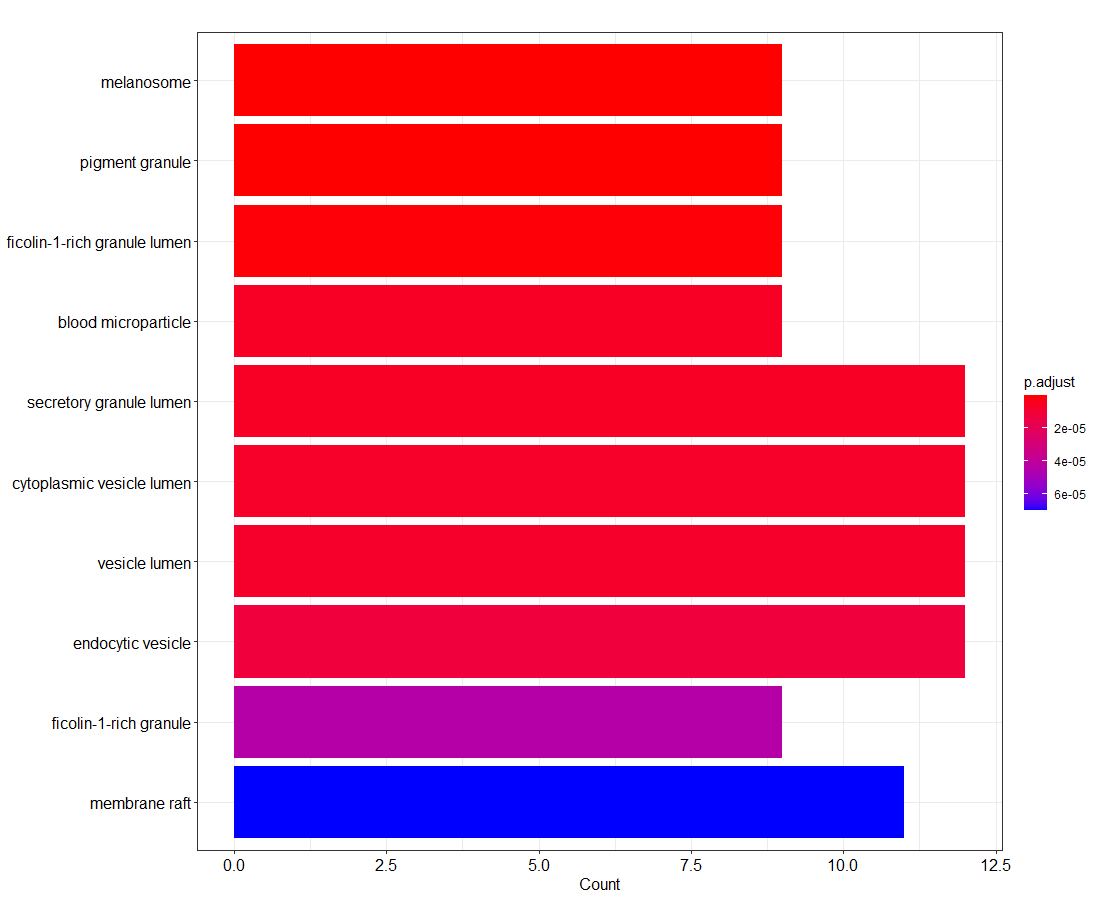 melanosome
pigment granule
ficolin-1-rich granule lumen
blood microparticle
secretory granule lumen
cytoplasmic vesicle lumen
vesicle lumen
endocytic vesicle
ficolin-1-rich granule
membrane raft
0.0 2.5 5.0 7.5 10.0 12.5
Count
p.adjust
2e-05
4e-05
6e-05